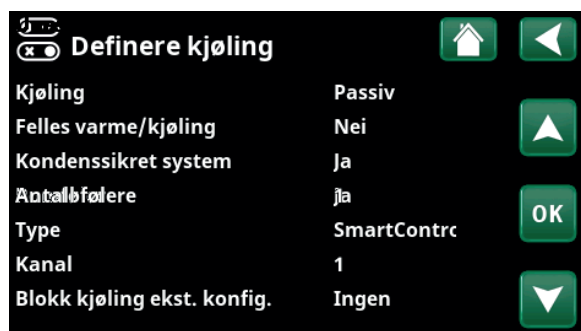 Definere kjøling
Kjøling Passiv
Felles varme/kjøling Nei
Kondenssikret system Ja
Type SmartContrc
Kanal 1
OK
Blokk kjøling ekst. konfig. Ingen